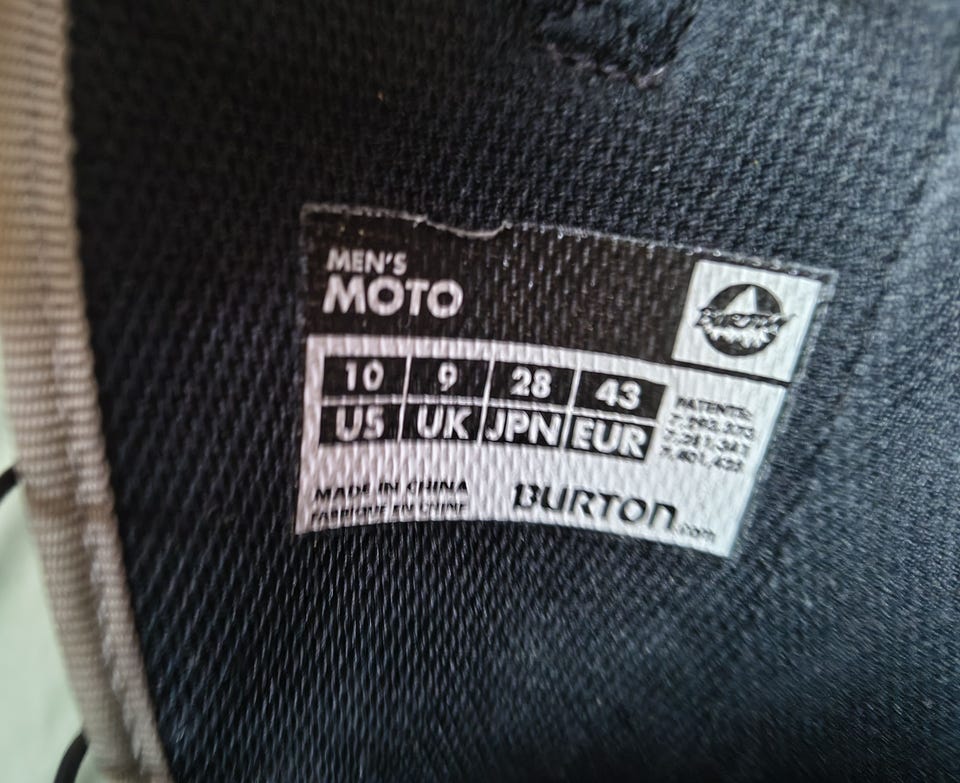 MEN'S
MOTO
BURTON
10 9 28 43
US UK JPN EUR
PATENTS:
MADE IN CHINA
FABRIQUE EN CHINE
BURTON.com